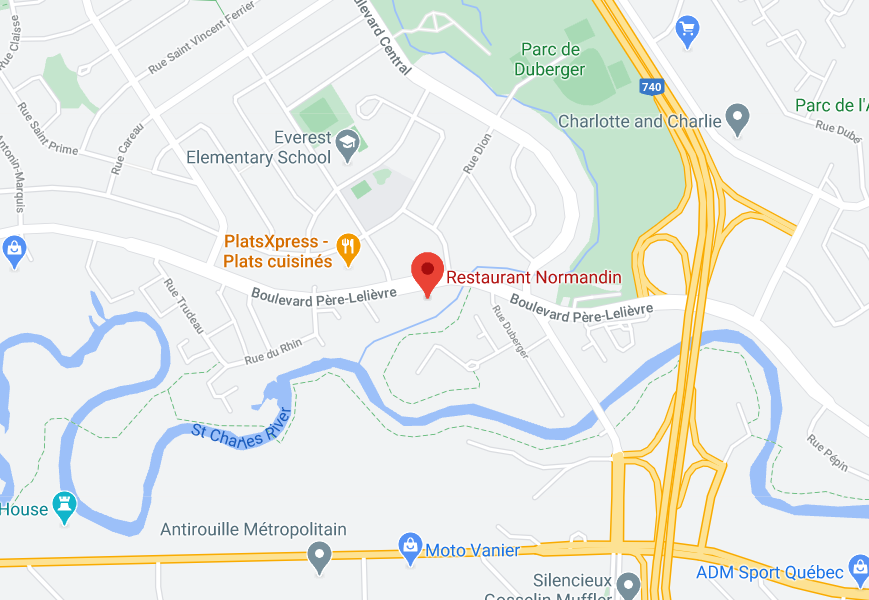 Rue Claisse
Rue Saint Vincent Ferrier
Boulevard Central
Parc de
Duberger
740
Charlotte and Charlie
Parc de l'A
Rue Dubé
Rue Saint Prime
Rue Careau
Everest
Elementary School
Rue Dion
Antonin-Marquis
PlatsXpress -
Plats cuisinés
Restaurant Normandin
Boulevard Père-Lelièvre
Boulevard Père-Lelièvre
Rue Trudeau
Rue Duberger
Rue du Rhin
St Charles River
Rue Pépin
House
Antirouille Métropolitain
Moto Vanier
ADM Sport Québec
Silencieux
Gosselin Muffler